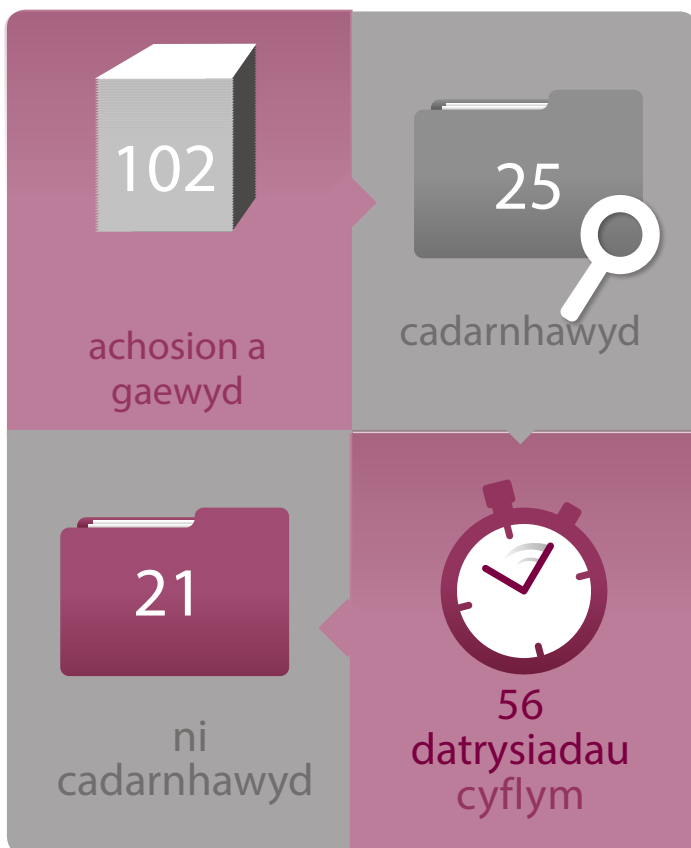 102
achosion a
gaewyd
25
cadarnhawyd
56
datrysiadau
cyflym
21
ni
cadarnhawyd